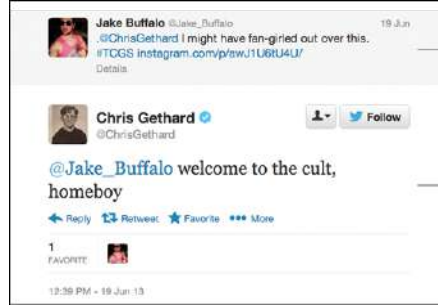 Jake Buffalo @Jake_Buffalo 19 Jun
.@ChrisGethard I might have fan-girled out over this.
#TCGS instagram.com/p/awJ1U6tU4U/
Details
Chris Gethard
@ChrisGethard
Follow
@Jake_Buffalo welcome to the cult,
homeboy
Reply Retweet Favorite More
1
FAVORITE
12:39 PM - 19 Jun 13